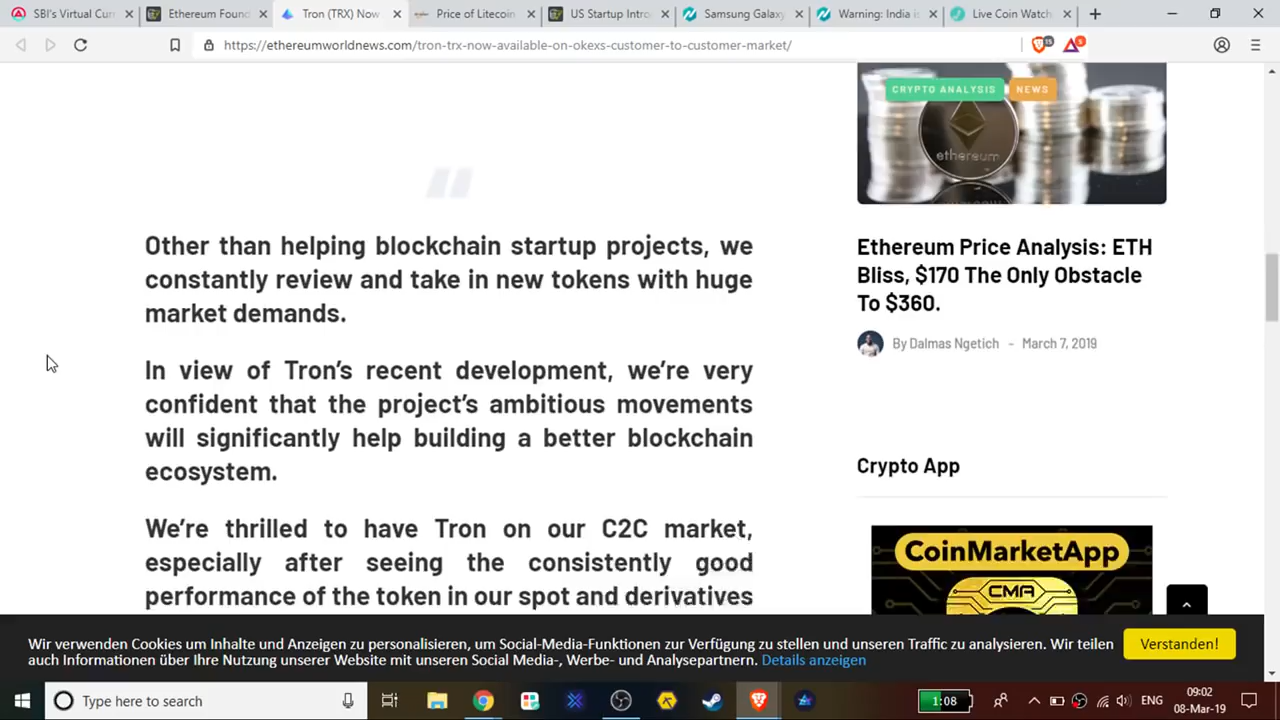 SBI's Virtual Cur
Ethereum Found
Tron (TRX) Now
Price of Litecoin
US Startup Intro
Samsung Galaxy
Warning: India is
Live Coin Watch
https://ethereumworldnews.com/tron-trx-now-available-on-okexs-customer-to-customer-market/
CRYPTO ANALYSIS
NEWS
ethereum
Other than helping blockchain startup projects, we
constantly review and take in new tokens with huge
market demands.
In view of Tron's recent development, we're very
confident that the project's ambitious movements
will significantly help building a better blockchain
ecosystem.
We're thrilled to have Tron on our C2C market,
especially after seeing the consistently good
performance of the token in our spot and derivatives
Ethereum Price Analysis: ETH
Bliss, $170 The Only Obstacle
To $360.
By Dalmas Ngetich - March 7, 2019
Crypto App
CoinMarketApp
CMA
Wir verwenden Cookies um Inhalte und Anzeigen zu personalisieren, um Social-Media-Funktionen zur Verfügung zu stellen und unseren Traffic zu analysieren. Wir teilen
auch Informationen über Ihre Nutzung unserer Website mit unseren Social Media-, Werbe- und Analysepartnern. Details anzeigen
Verstanden!
Type here to search
1:08
ENG
09:02
08-Mar-19